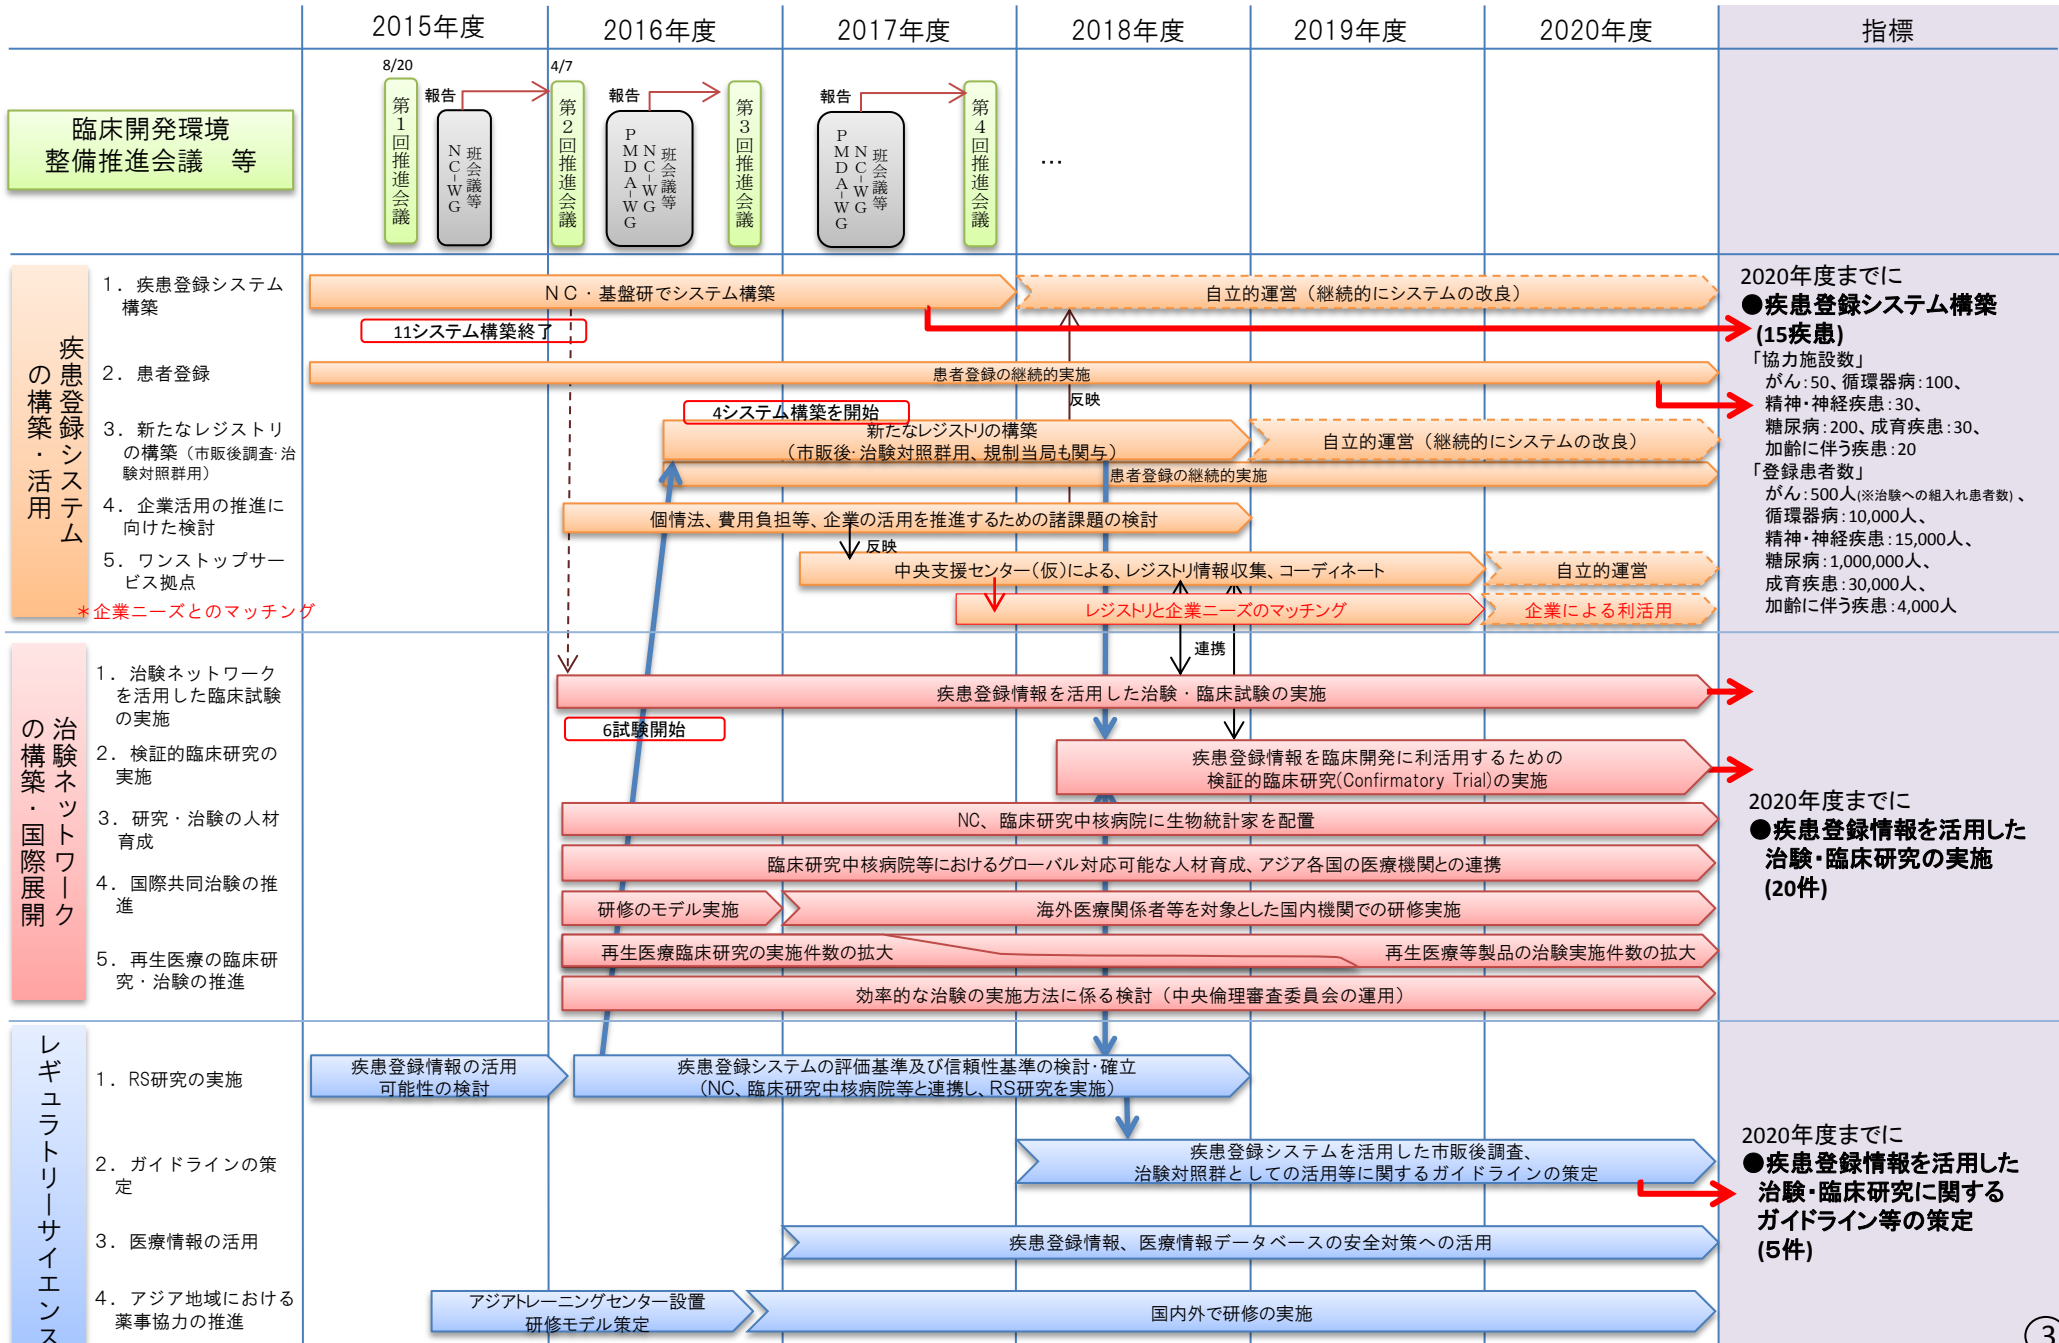 2015年度
2016年度
2017年度
2018年度
2019年度
2020年度
指標
臨床開発環境
整備推進会議　等
8/20
第1回推進会議
報告
班会議等
NC-WG
4/7
第2回推進会議
報告
班会議等
NC-WG
PMDA-WG
第3回推進会議
報告
班会議等
NC-WG
PMDA-WG
第4回推進会議
…
疾患登録システム
の構築・活用
1．疾患登録システム
構築
ＮＣ・基盤研でシステム構築
自立的運営（継続的にシステムの改良）
11システム構築終了
2．患者登録
患者登録の継続的実施
反映
4システム構築を開始
3．新たなレジストリ
の構築（市販後調査・治
験対照群用）
新たなレジストリの構築
（市販後・治験対照群用、規制当局も関与）
自立的運営（継続的にシステムの改良）
患者登録の継続的実施
4．企業活用の推進に
向けた検討
個情法、費用負担等、企業の活用を推進するための諸課題の検討
反映
5．ワンストップサー
ビス拠点
中央支援センター（仮）による、レジストリ情報収集、コーディネート
自立的運営
＊企業ニーズとのマッチング
レジストリと企業ニーズのマッチング
企業による利活用
連携
2020年度までに
●疾患登録システム構築
(15疾患)
「協力施設数」
がん：50、循環器病：100、
精神・神経疾患：30、
糖尿病：200、成育疾患：30、
加齢に伴う疾患：20
「登録患者数」
がん：500人(※治験への組入れ患者数)、
循環器病：10,000人、
精神・神経疾患：15,000人、
糖尿病：1,000,000人、
成育疾患：30,000人、
加齢に伴う疾患：4,000人
治験ネットワーク
の構築・国際展開
1．治験ネットワーク
を活用した臨床試験
の実施
疾患登録情報を活用した治験・臨床試験の実施
6試験開始
2．検証的臨床研究の
実施
疾患登録情報を臨床開発に利活用するための
検証的臨床研究(Confirmatory Trial)の実施
3．研究・治験の人材
育成
NC、臨床研究中核病院に生物統計家を配置
臨床研究中核病院等におけるグローバル対応可能な人材育成、アジア各国の医療機関との連携
4．国際共同治験の推
進
研修のモデル実施
海外医療関係者等を対象とした国内機関での研修実施
5．再生医療の臨床研
究・治験の推進
再生医療臨床研究の実施件数の拡大
再生医療等製品の治験実施件数の拡大
効率的な治験の実施方法に係る検討（中央倫理審査委員会の運用）
2020年度までに
●疾患登録情報を活用した
治験・臨床研究の実施
(20件)
レギュラトリーサイエンス
1．RS研究の実施
疾患登録情報の活用
可能性の検討
疾患登録システムの評価基準及び信頼性基準の検討・確立
（NC、臨床研究中核病院等と連携し、RS研究を実施）
2．ガイドラインの策
定
疾患登録システムを活用した市販後調査、
治験対照群としての活用等に関するガイドラインの策定
3．医療情報の活用
疾患登録情報、医療情報データベースの安全対策への活用
4．アジア地域における
薬事協力の推進
アジアトレーニングセンター設置
研修モデル策定
国内外で研修の実施
2020年度までに
●疾患登録情報を活用した
治験・臨床研究に関する
ガイドライン等の策定
(5件)
3